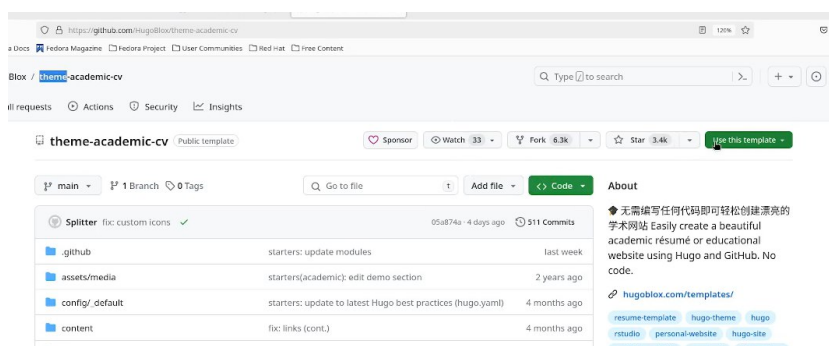 https://github.com/HugoBlox/theme-academic-cv 120%
a Docs Fedora Magazine Fedora Project User Communities Red Hat Free Content
Blox / theme-academic-cv Type / to search
ll requests Actions Security Insights
theme-academic-cv Public template Sponsor Watch 33 Fork 6.3k Star 3.4k Use this template
main 1 Branch 0 Tags Go to file t Add file <> Code About
Splitter fix: custom icons 05a874a · 4 days ago 511 Commits
.github starters: update modules last week
assets/media starters(academic): edit demo section 2 years ago
config/_default starters: update to latest Hugo best practices (hugo.yaml) 4 months ago
content fix: links (cont.) 4 months ago
🎓 无需编写任何代码即可轻松创建漂亮的
学术网站 Easily create a beautiful
academic résumé or educational
website using Hugo and GitHub. No
code.
hugoblox.com/templates/
resume-template hugo-theme hugo
rstudio personal-website hugo-site